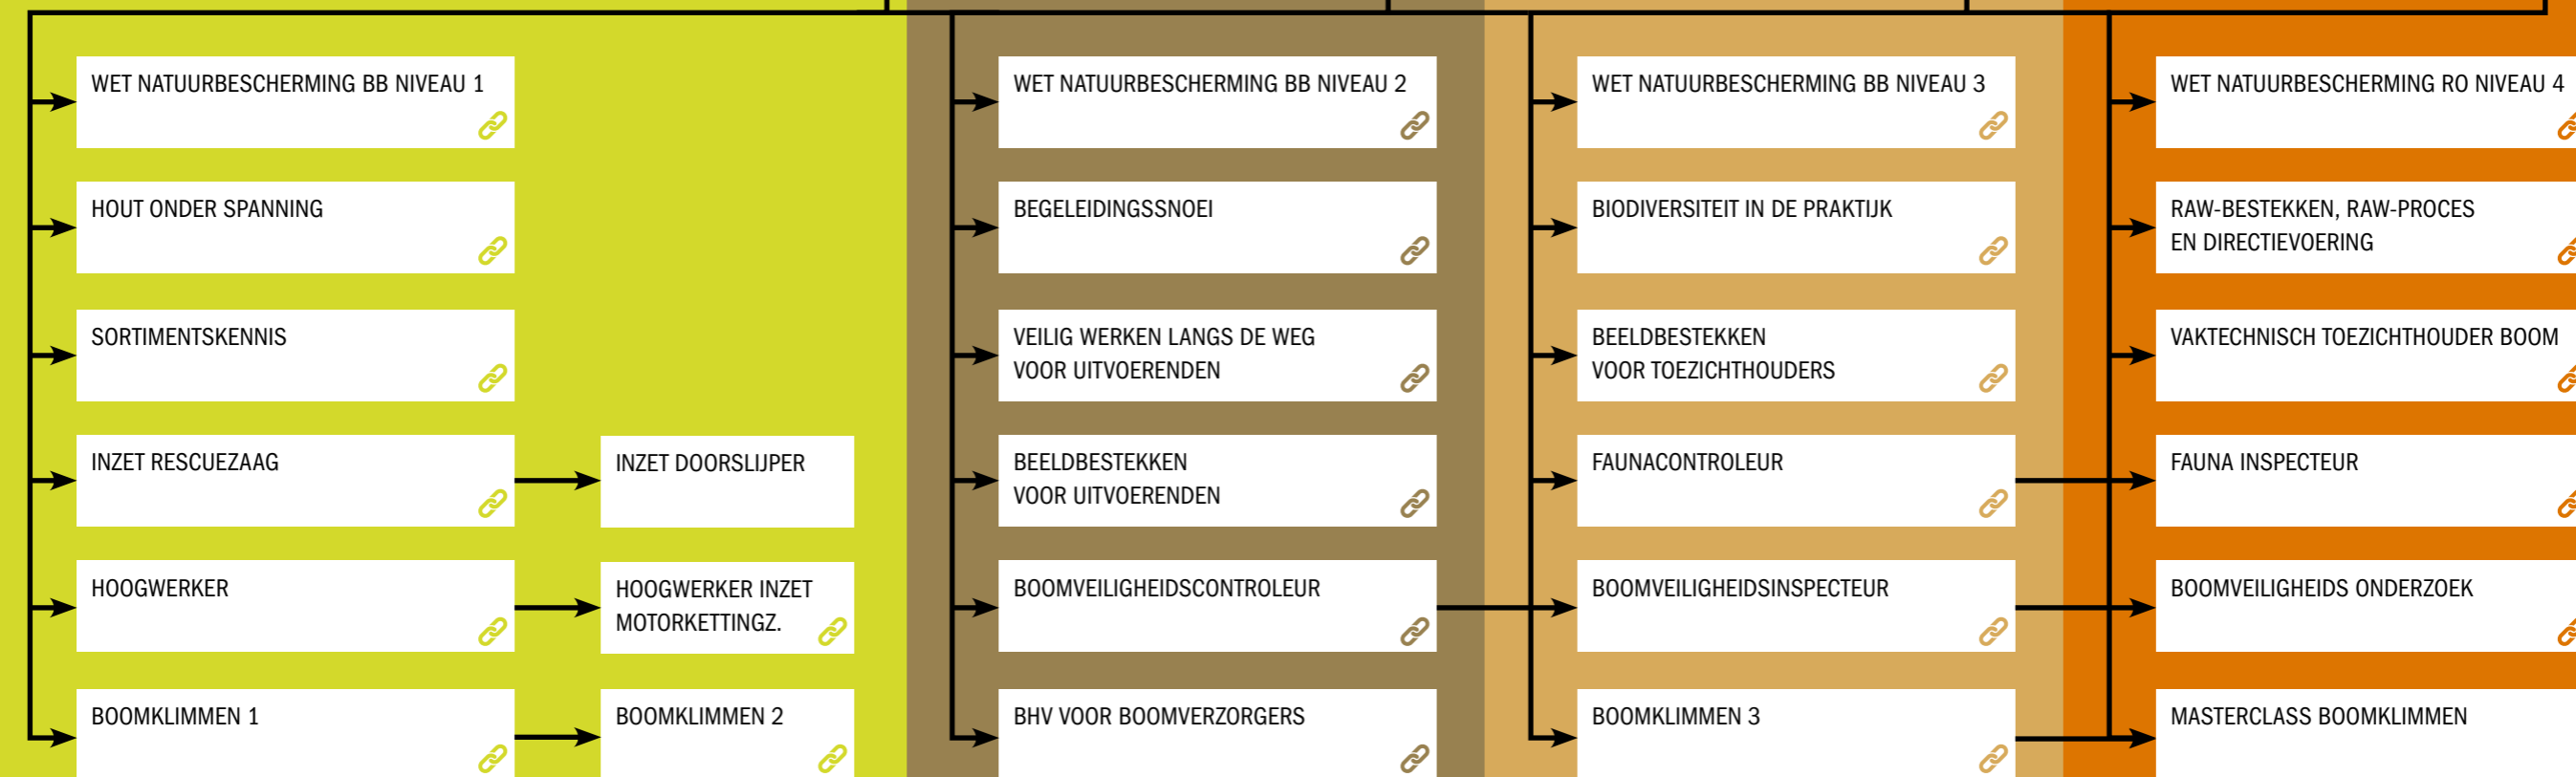 WET NATUURBESCHERMING BB NIVEAU 1
HOUT ONDER SPANNING
SORTIMENTSKENNIS
INZET RESCUEZAAG
INZET DOORSLIJPER
HOOGWERKER
HOOGWERKER INZET
MOTORKETTINGZ.
BOOMKLIMMEN 1
BOOMKLIMMEN 2
WET NATUURBESCHERMING BB NIVEAU 2
BEGELEIDINGSSNOEI
VEILIG WERKEN LANGS DE WEG
VOOR UITVOERENDEN
BEELDBESTEKKEN
VOOR UITVOERENDEN
BOOMVEILIGHEIDSCONTROLEUR
BHV VOOR BOOMVERZORGERS
WET NATUURBESCHERMING BB NIVEAU 3
BIODIVERSITEIT IN DE PRAKTIJK
BEELDBESTEKKEN
VOOR TOEZICHTHOUDERS
FAUNACONTROLEUR
BOOMVEILIGHEIDSINSPECTEUR
BOOMKLIMMEN 3
WET NATUURBESCHERMING RO NIVEAU 4
RAW-BESTEKKEN, RAW-PROCES
EN DIRECTIEVOERING
VAKTECHNISCH TOEZICHTHOUDER BOOM
FAUNA INSPECTEUR
BOOMVEILIGHEIDS ONDERZOEK
MASTERCLASS BOOMKLIMMEN